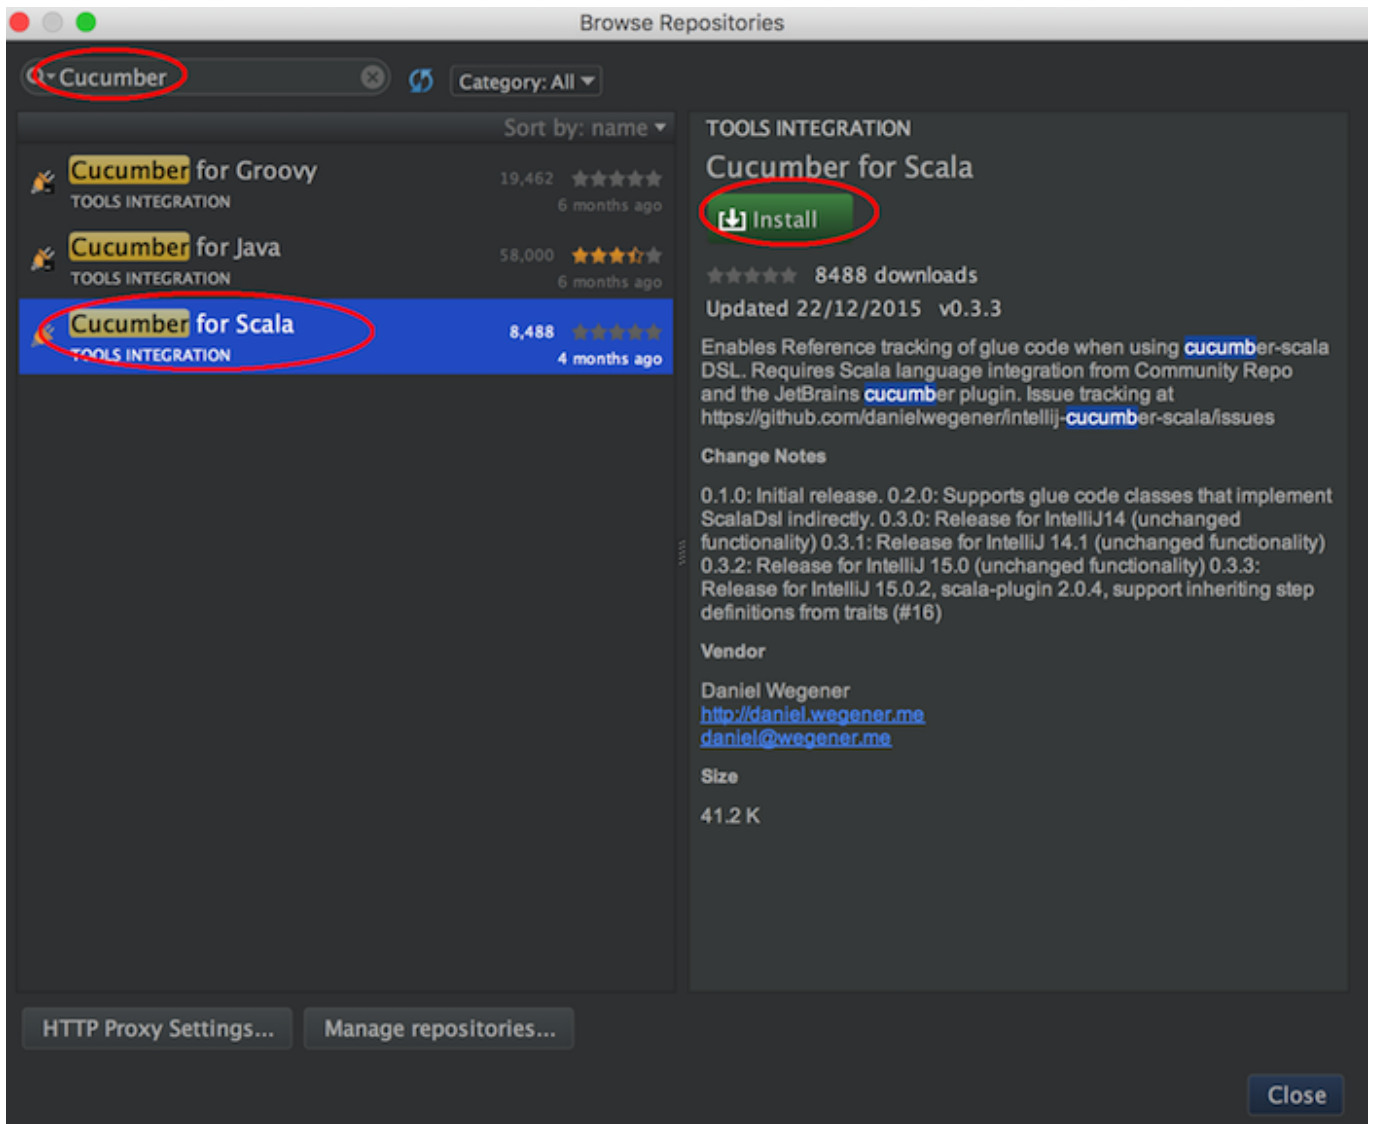 Browse Repositories
Cucumber
Category: All
Sort by: name
Cucumber for Groovy
19,462
TOOLS INTEGRATION
6 months ago
Cucumber for Java
58,000
TOOLS INTEGRATION
6 months ago
Cucumber for Scala
8,488
TOOLS INTEGRATION
4 months ago
TOOLS INTEGRATION
Cucumber for Scala
Install
8488 downloads
Updated 22/12/2015 v0.3.3
Enables Reference tracking of glue code when using cucumber-scala
DSL. Requires Scala language integration from Community Repo
and the JetBrains cucumber plugin. Issue tracking at
https://github.com/danielwegener/intellij-cucumber-scala/issues
Change Notes
0.1.0: Initial release. 0.2.0: Supports glue code classes that implement
ScalaDsl indirectly. 0.3.0: Release for IntelliJ14 (unchanged
functionality) 0.3.1: Release for IntelliJ 14.1 (unchanged functionality)
0.3.2: Release for IntelliJ 15.0 (unchanged functionality) 0.3.3:
Release for IntelliJ 15.0.2, scala-plugin 2.0.4, support inheriting step
definitions from traits (#16)
Vendor
Daniel Wegener
http://daniel.wegener.me
daniel@wegener.me
Size
41.2 K
HTTP Proxy Settings...
Manage repositories...
Close